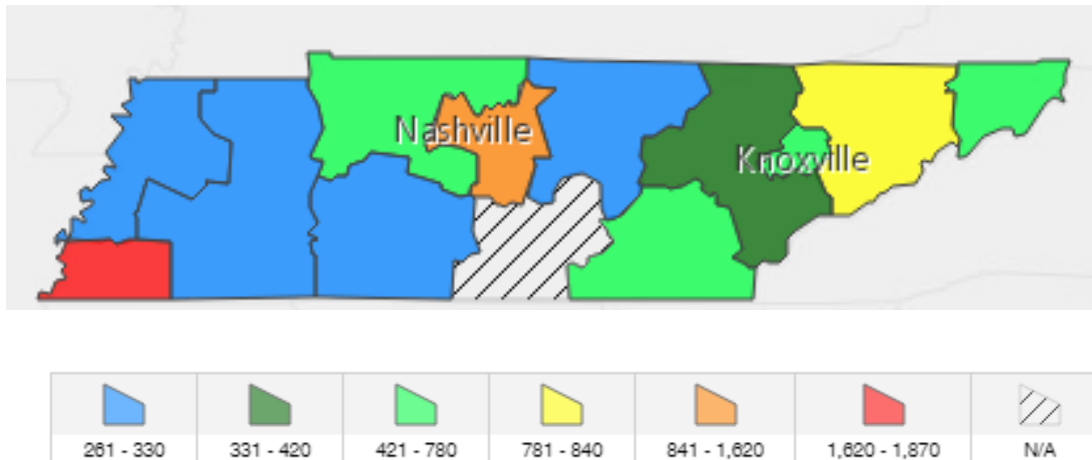 Nashville
Knoxville
261 - 330
331 - 420
421 - 780
781 - 840
841 - 1,620
1,620 - 1,870
N/A